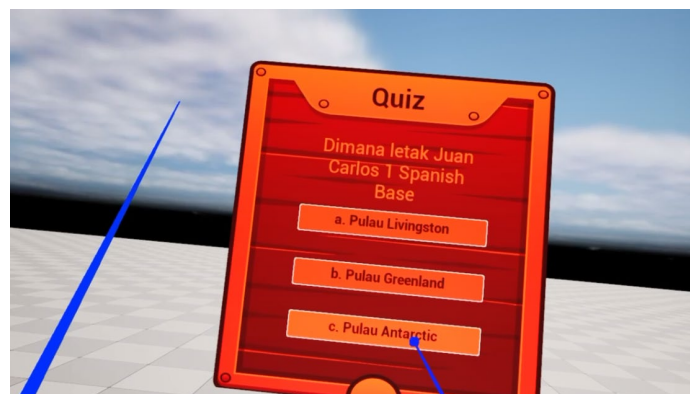 Quiz
Dimana letak Juan
Carlos 1 Spanish
Base
a. Pulau Livingston
b. Pulau Greenland
c. Pulau Antarctic